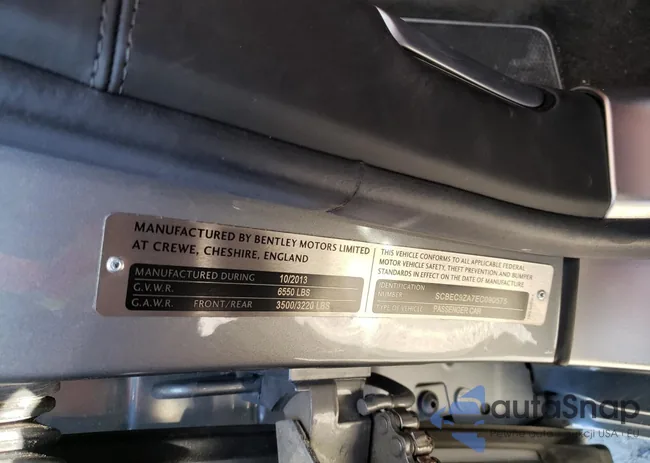 MANUFACTURED BY BENTLEY MOTORS LIMITED
AT CREWE, CHESHIRE, ENGLAND
MANUFACTURED DURING 10/2013
G.V.W.R. 6550 LBS
G.A.W.R. FRONT/REAR 3500/3220 LBS
THIS VEHICLE CONFORMS TO ALL APPLICABLE FEDERAL
MOTOR VEHICLE SAFETY, THEFT PREVENTION AND BUMPER
STANDARDS IN EFFECT ON THE DATE OF MANUFACTURE
IDENTIFICATION
NUMBER
TYPE OF VEHICLE PASSENGER CAR
autoSnap
USA I EU